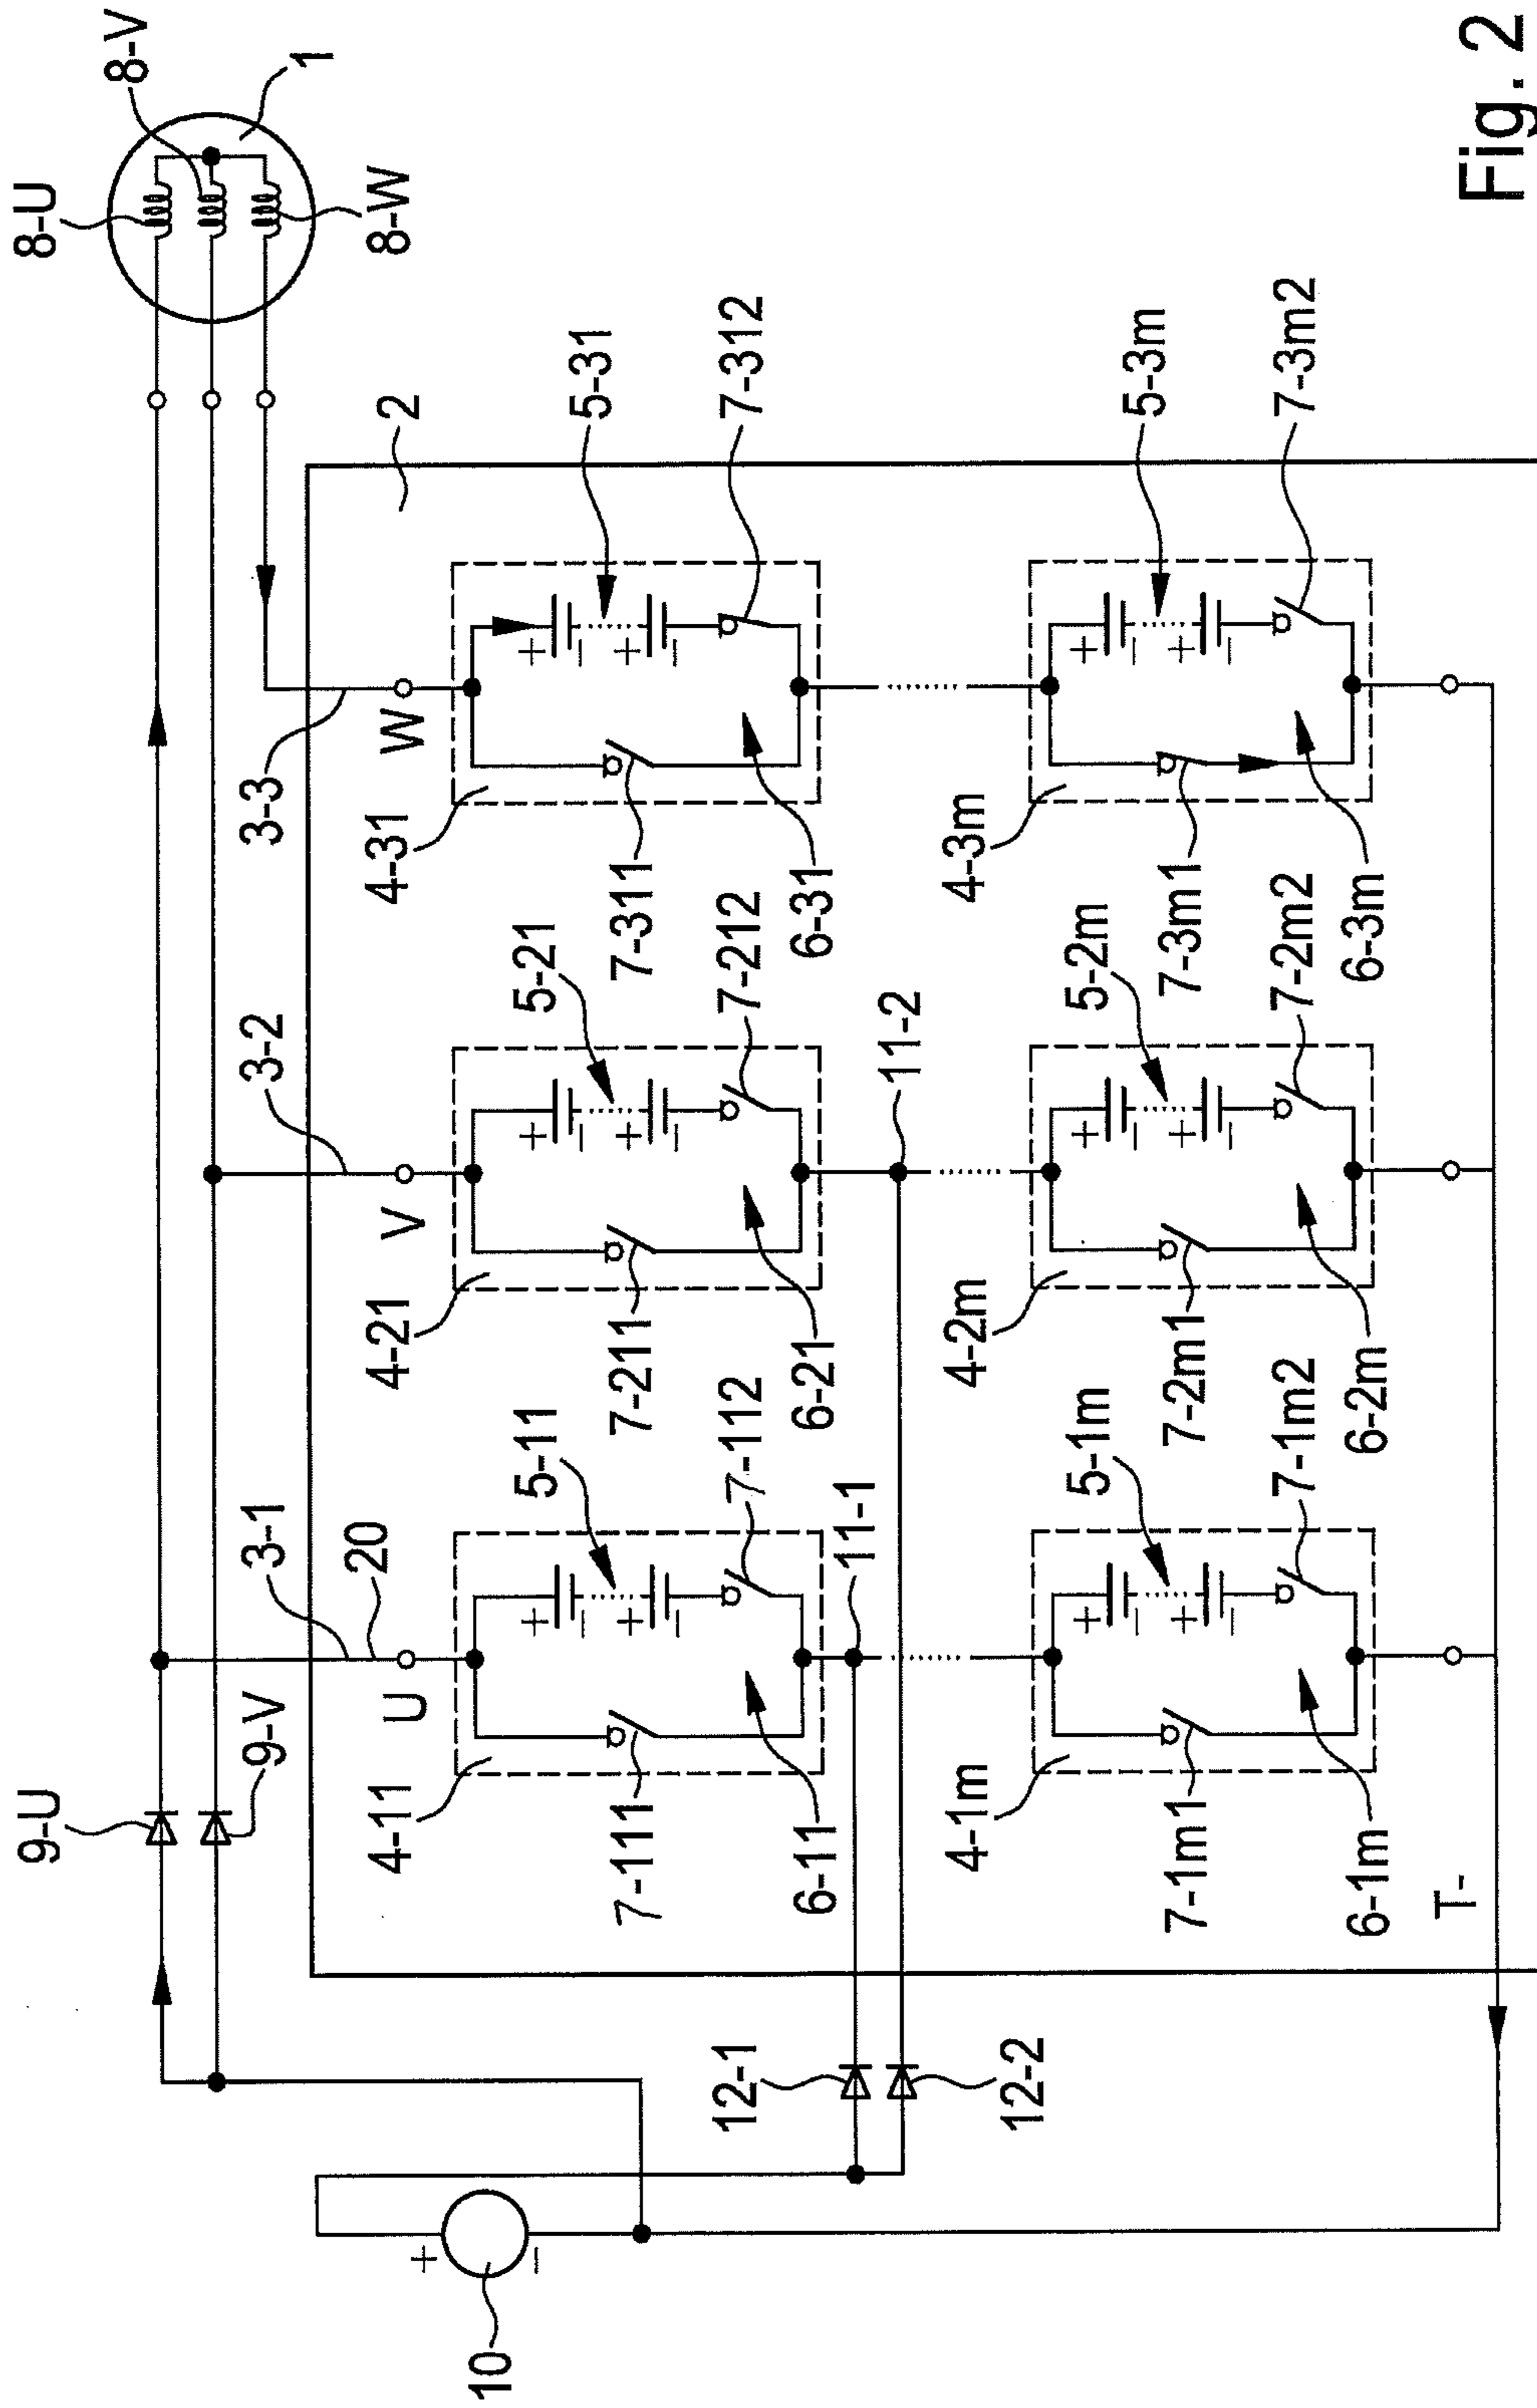 8-U
8-V
1
8-W
9-U
9-V
3-1
3-2
3-3
20
2
U
V
W
4-11
4-21
4-31
5-11
5-21
5-31
+
−
+
−
+
−
+
−
+
−
+
−
7-111
7-112
7-211
7-212
7-311
7-312
6-11
6-21
6-31
11-1
11-2
10
+
−
12-1
12-2
4-1m
4-2m
4-3m
5-1m
5-2m
5-3m
+
−
+
−
+
−
+
−
+
−
+
−
7-1m1
7-1m2
7-2m1
7-2m2
7-3m1
7-3m2
6-1m
6-2m
6-3m
T-
Fig. 2